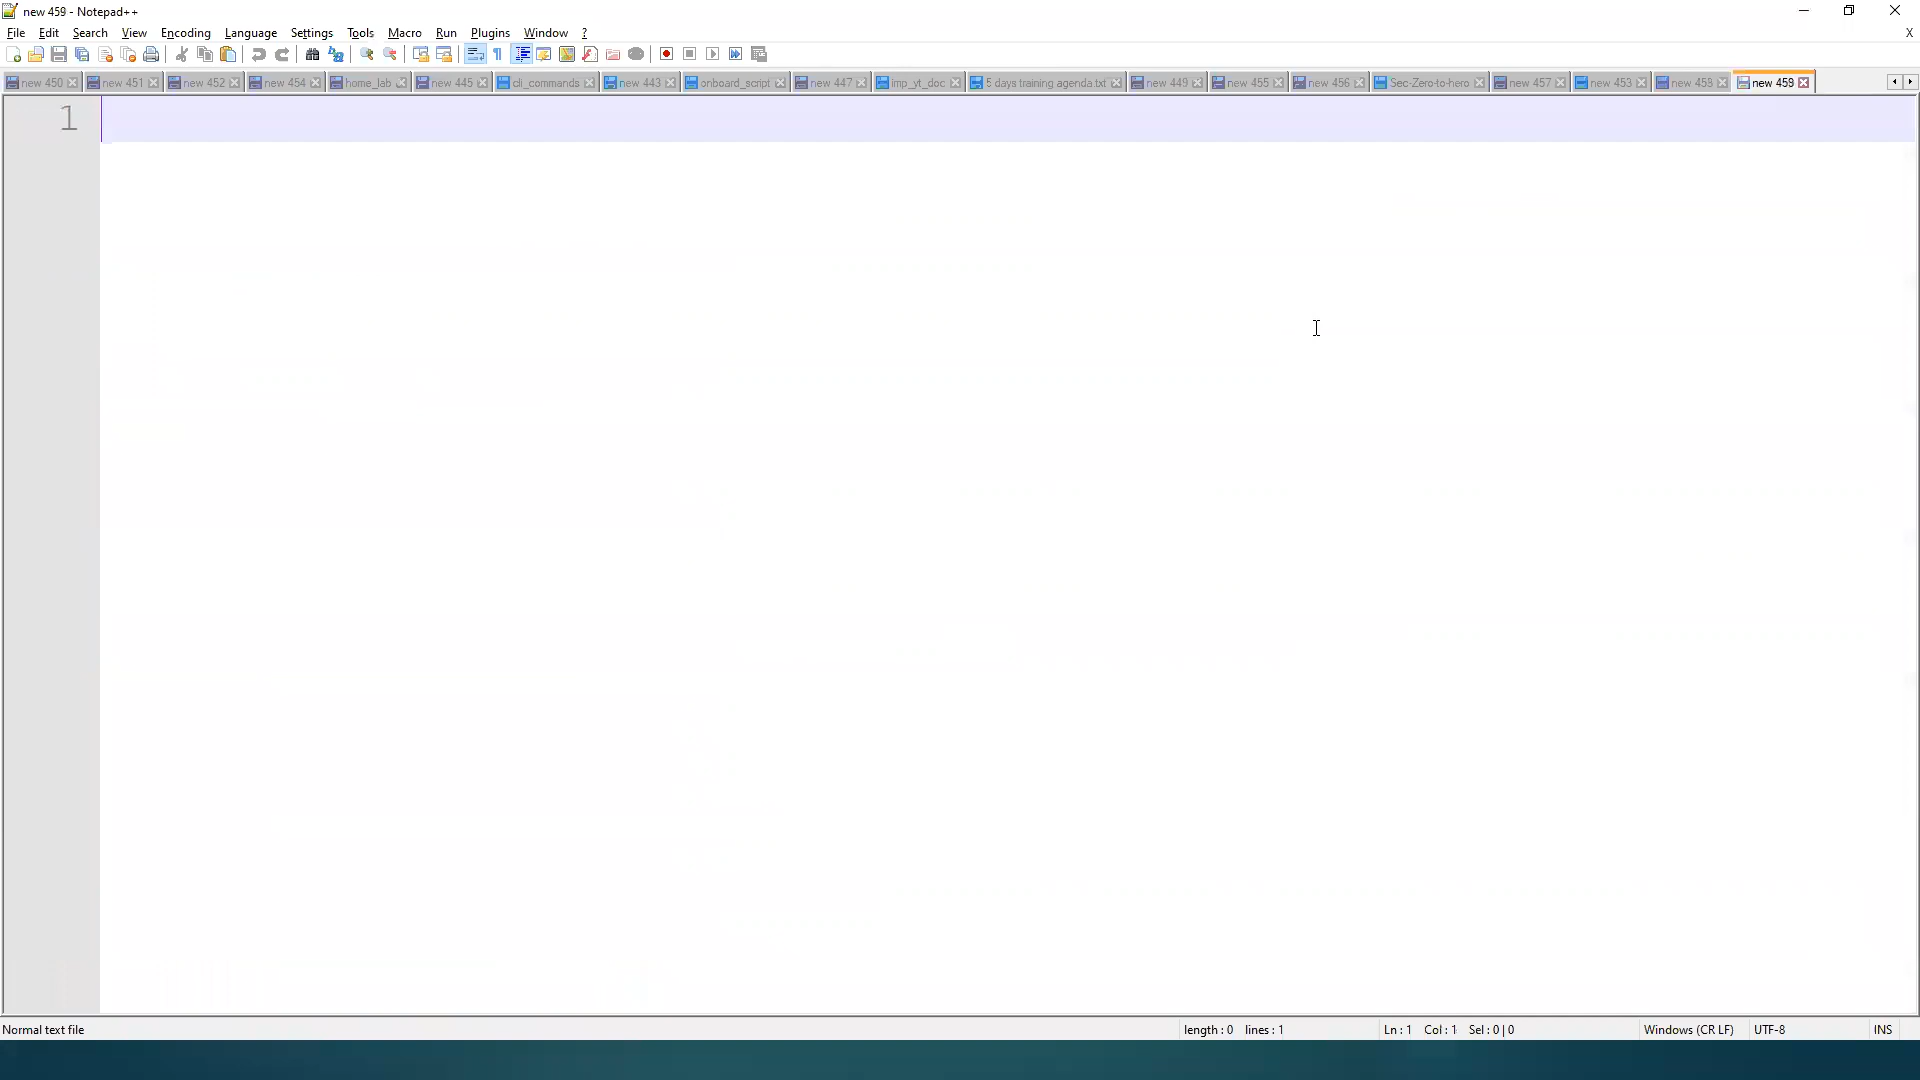 new 459 - Notepad++
File Edit Search View Encoding Language Settings Tools Macro Run Plugins Window ? X
new 450 new 451 new 452 new 454 home_lab new 445 cli_commands new 443 onboard_script new 447 imp_yt_doc 5 days training agenda.txt new 449 new 455 new 456 Sec-Zero-to-hero new 457 new 453 new 458 new 459
1
Normal text file length : 0 lines : 1 Ln : 1 Col : 1 Sel : 0 | 0 Windows (CR LF) UTF-8 INS